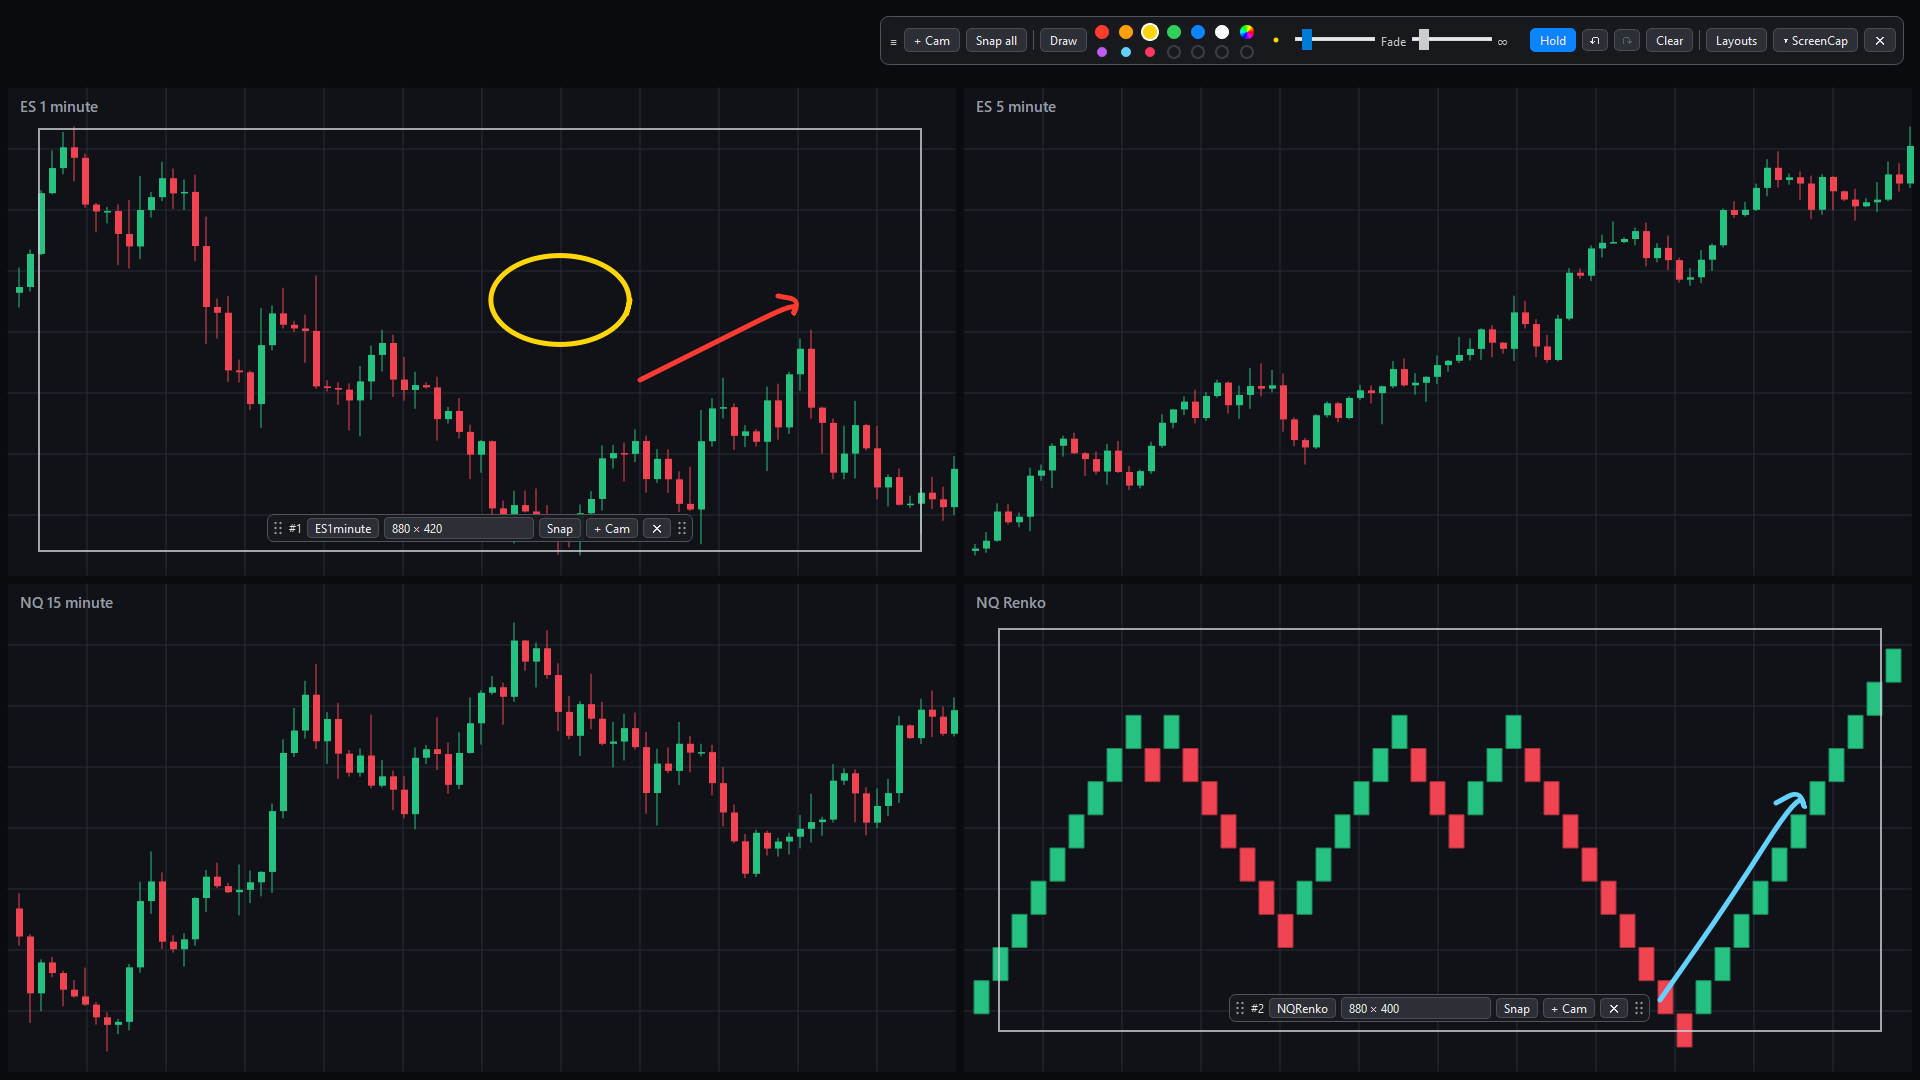 ≡ + Cam Snap all Draw Fade ∞ Hold Clear Layouts ▾ ScreenCap ✕
ES 1 minute
ES 5 minute
#1 ES1minute 880 × 420 Snap + Cam ✕
NQ 15 minute
NQ Renko
#2 NQRenko 880 × 400 Snap + Cam ✕